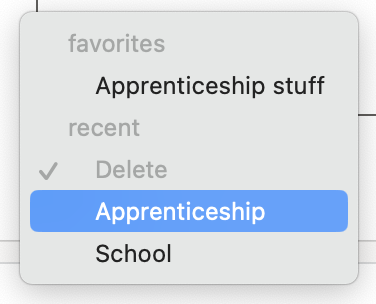 favorites
Apprenticeship stuff
recent
Delete
Apprenticeship
School